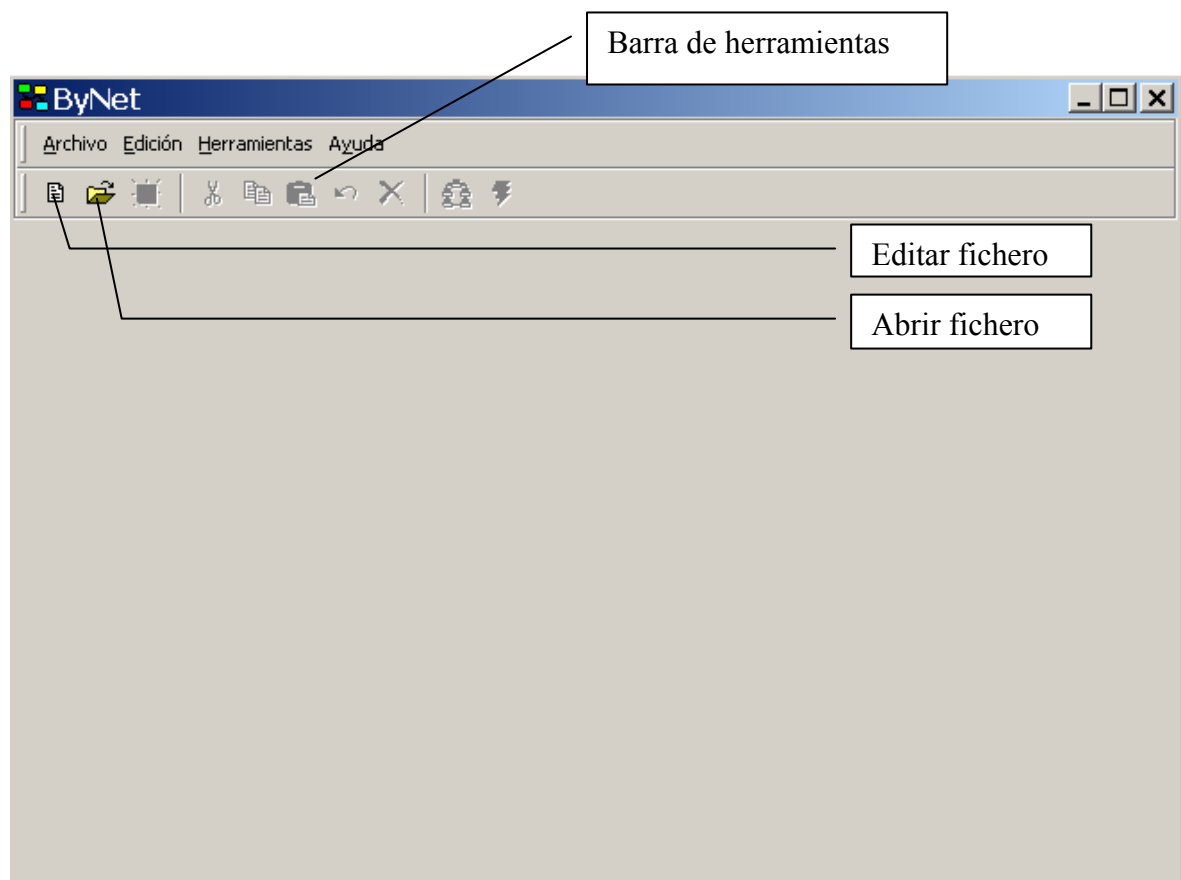 Barra de herramientas
ByNet
Archivo Edición Herramientas Ayuda
Editar fichero
Abrir fichero